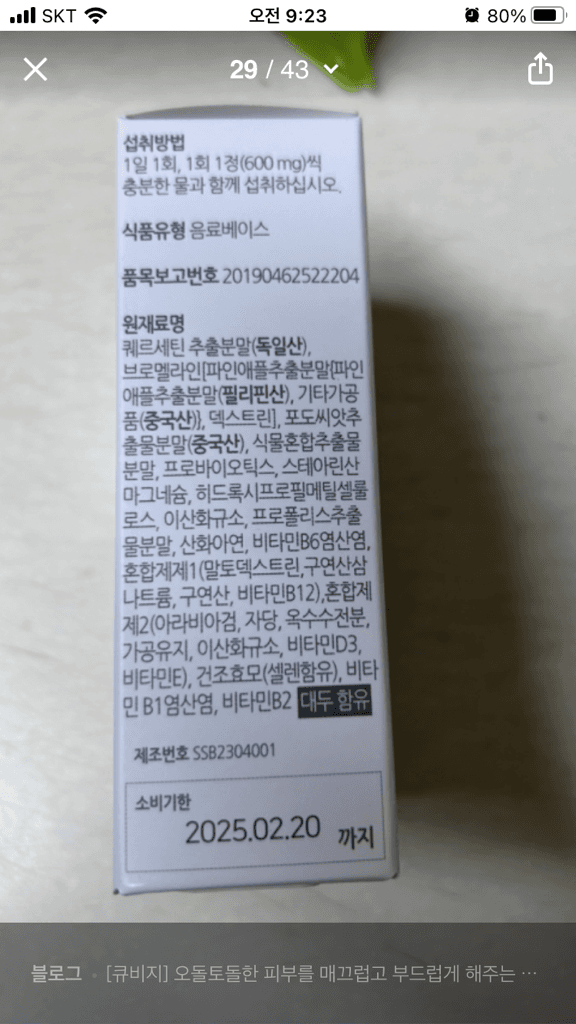 SKT 오전 9:23 80%
29 / 43
섭취방법
1일 1회, 1회 1정(600 mg)씩
충분한 물과 함께 섭취하십시오.
식품유형 음료베이스
품목보고번호 20190462522204
원재료명
퀘르세틴 추출분말(독일산),
브로멜라인[파인애플추출분말{파인
애플추출분말(필리핀산), 기타가공
품(중국산)}, 덱스트린], 포도씨앗추
출물분말(중국산), 식물혼합추출물
분말, 프로바이오틱스, 스테아린산
마그네슘, 히드록시프로필메틸셀룰
로스, 이산화규소, 프로폴리스추출
물분말, 산화아연, 비타민B6염산염,
혼합제제1(말토덱스트린,구연산삼
나트륨, 구연산, 비타민B12),혼합제
제2(아라비아검, 자당, 옥수수전분,
가공유지, 이산화규소, 비타민D3,
비타민E), 건조효모(셀렌함유), 비타
민 B1염산염, 비타민B2 대두 함유
제조번호 SSB2304001
소비기한
2025.02.20 까지
블로그 • [큐비지] 오돌토돌한 피부를 매끄럽고 부드럽게 해주는 ⋯